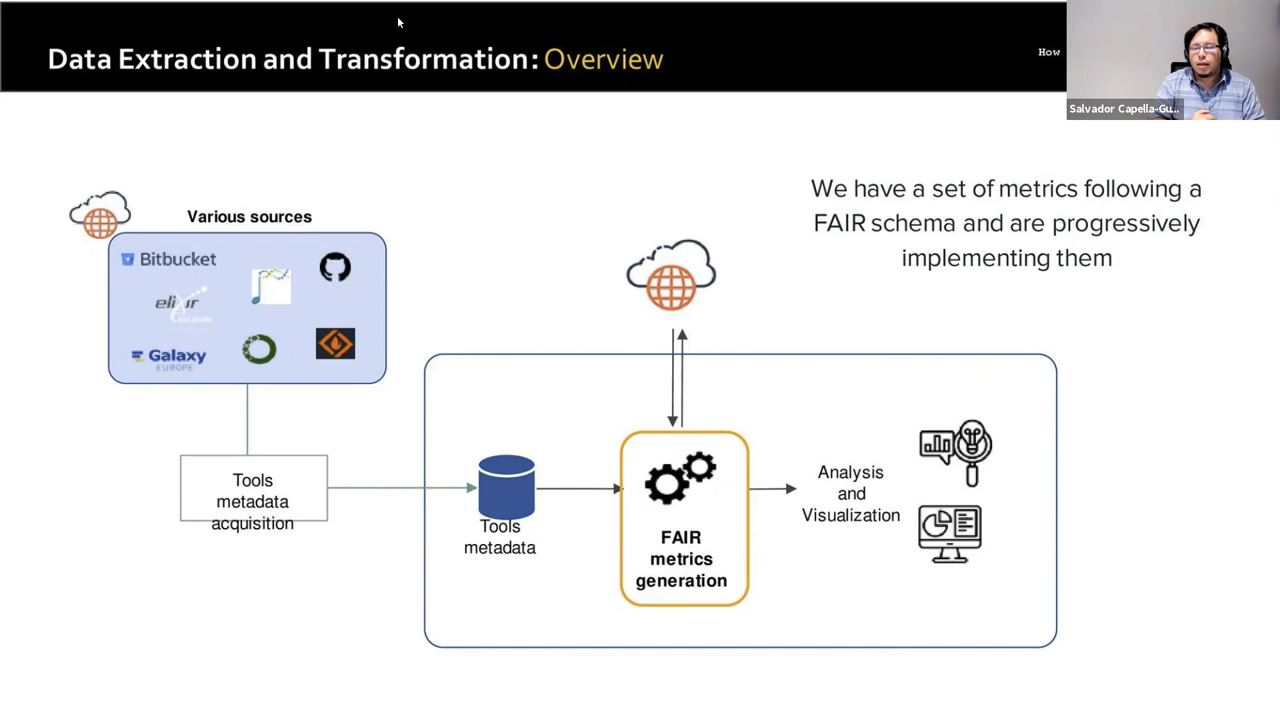 Data Extraction and Transformation: Overview
How
Salvador Capella-Gu...
We have a set of metrics following a
FAIR schema and are progressively
implementing them
Various sources
Bitbucket
elixir
Galaxy
EUROPE
Tools
metadata
acquisition
Tools
metadata
FAIR
metrics
generation
Analysis
and
Visualization